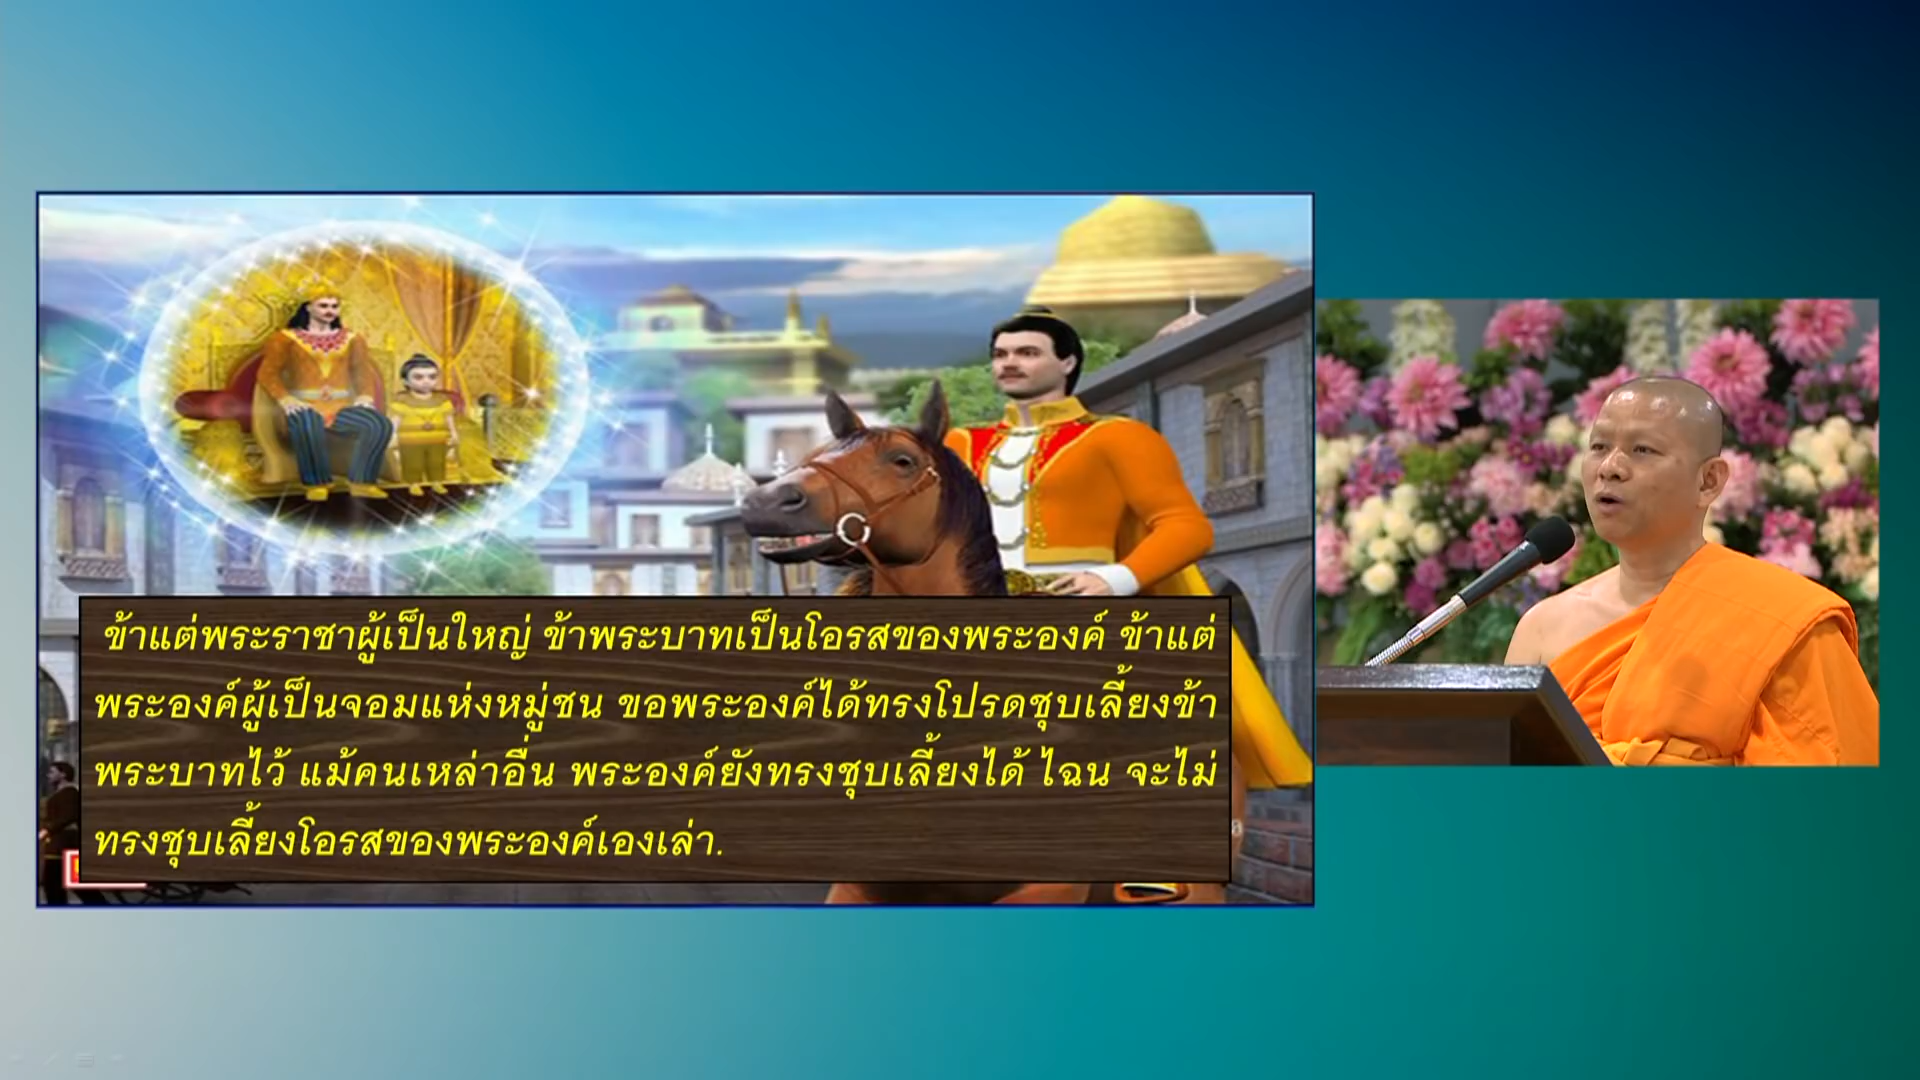 ข้าแต่พระราชาผู้เป็นใหญ่ ข้าพระบาทเป็นโอรสของพระองค์ ข้าแต่
พระองค์ผู้เป็นจอมแห่งหมู่ชน ขอพระองค์ได้ทรงโปรดชุบเลี้ยงข้า
พระบาทไว้ แม้คนเหล่าอื่น พระองค์ยังทรงชุบเลี้ยงได้ ไฉน จะไม่
ทรงชุบเลี้ยงโอรสของพระองค์เองเล่า.